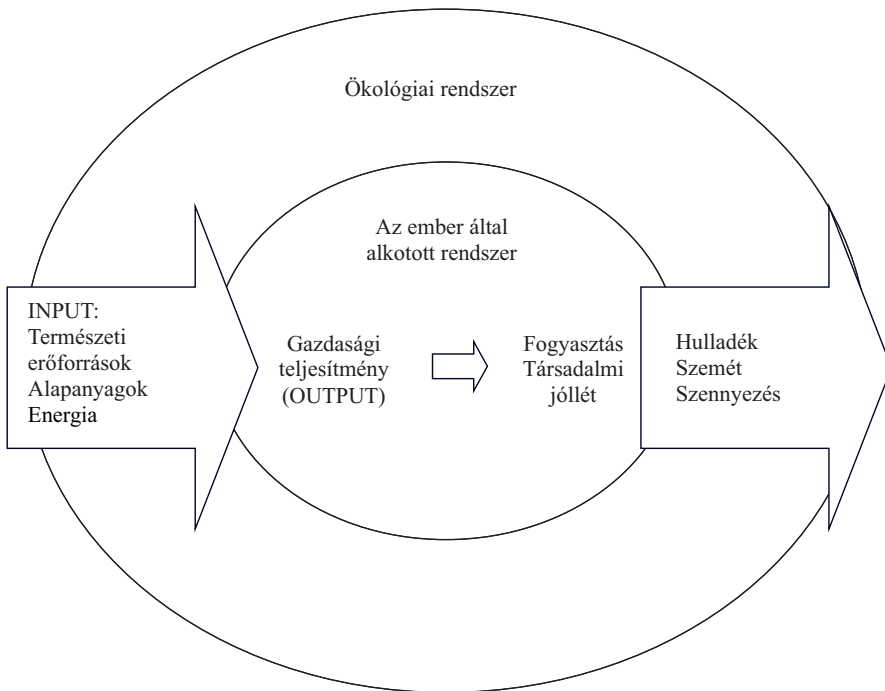 Ökológiai rendszer
Az ember által
alkotott rendszer
INPUT:
Természeti
erőforrások
Alapanyagok
Energia
Gazdasági
teljesítmény
(OUTPUT)
Fogyasztás
Társadalmi
jóllét
Hulladék
Szemét
Szennyezés